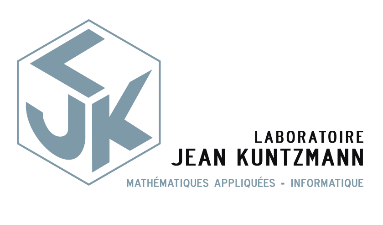 LJK
LABORATOIRE
JEAN KUNTZMANN
MATHÉMATIQUES APPLIQUÉES - INFORMATIQUE